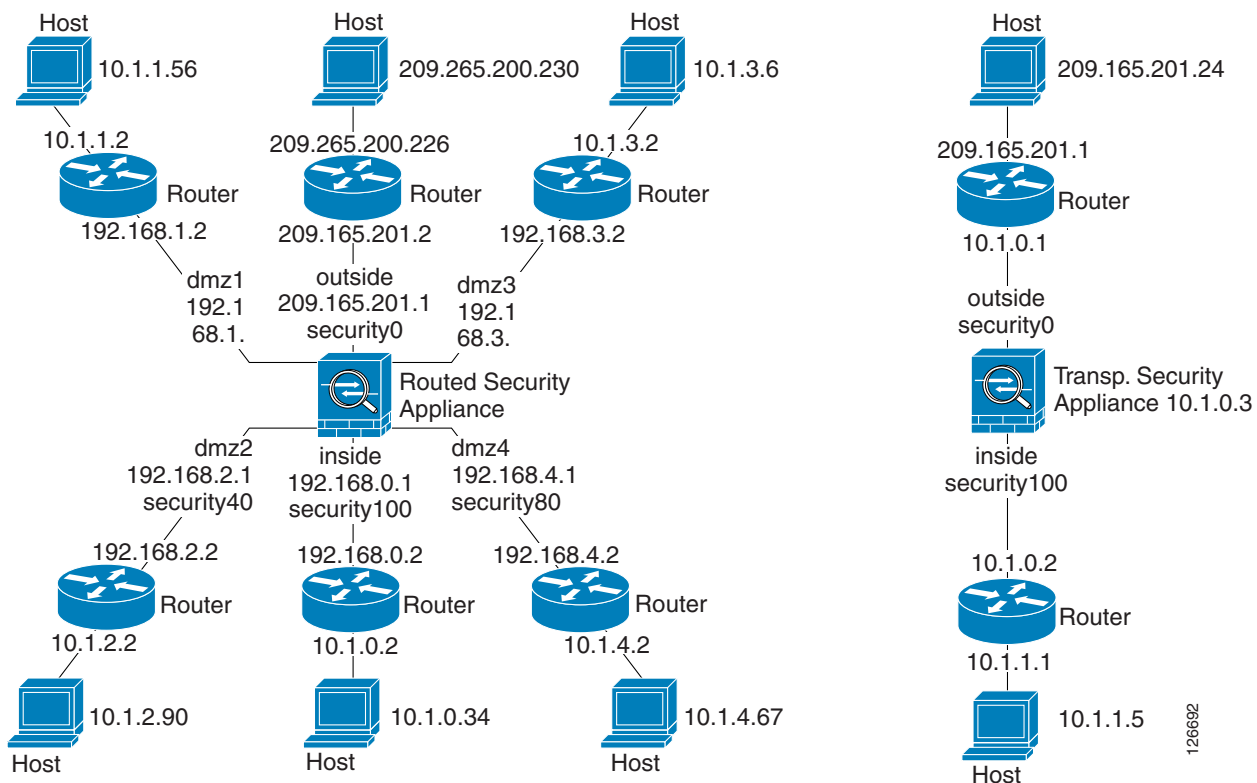 Host
Host
Host
Host
10.1.1.56
209.265.200.230
10.1.3.6
209.165.201.24
10.1.1.2
209.265.200.226
10.1.3.2
209.165.201.1
Router
Router
Router
Router
192.168.1.2
209.165.201.2
192.168.3.2
10.1.0.1
dmz1
192.1
68.1.
outside
209.165.201.1
security0
dmz3
192.1
68.3.
outside
security0
Routed Security
Appliance
Transp. Security
Appliance 10.1.0.3
dmz2
192.168.2.1
security40
inside
192.168.0.1
security100
dmz4
192.168.4.1
security80
inside
security100
192.168.2.2
192.168.0.2
192.168.4.2
10.1.0.2
Router
Router
Router
Router
10.1.2.2
10.1.0.2
10.1.4.2
10.1.1.1
10.1.2.90
10.1.0.34
10.1.4.67
10.1.1.5
Host
Host
Host
Host
126692